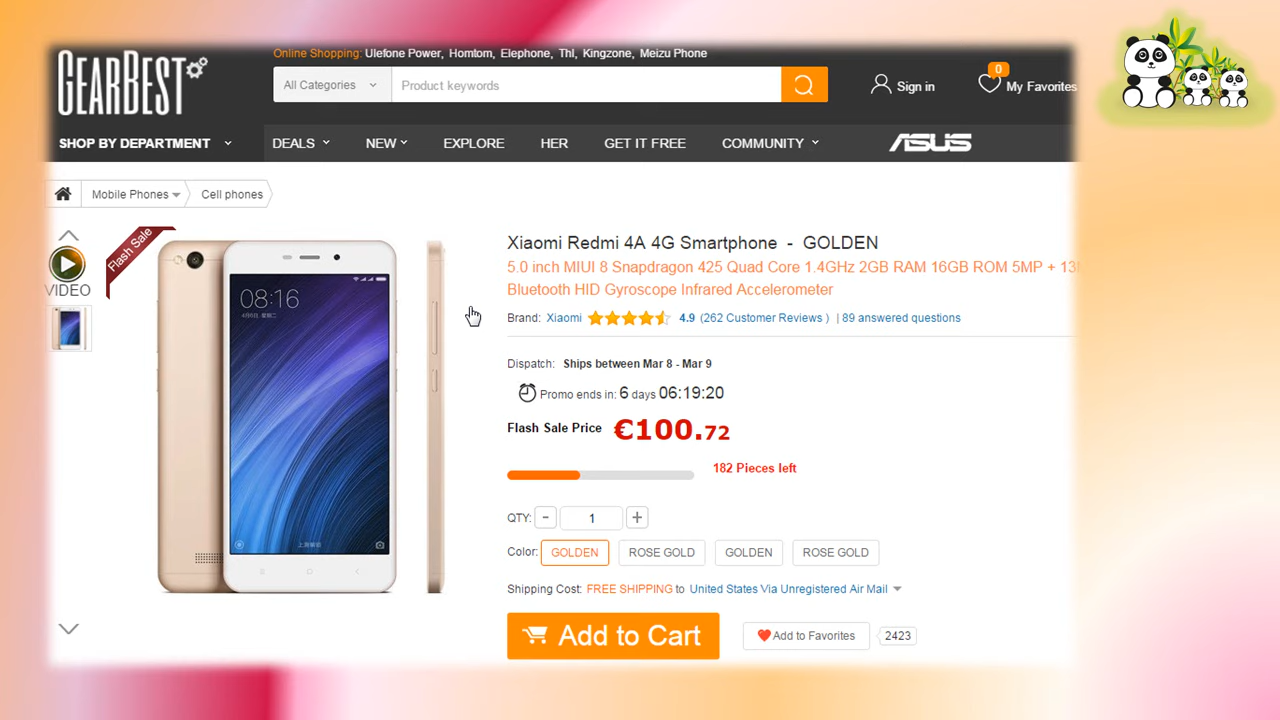 Online Shopping: Ulefone Power, Homtom, Elephone, Thl, Kingzone, Meizu Phone
GEARBEST
All Categories
Product keywords
Sign in
0
My Favorites
SHOP BY DEPARTMENT
DEALS
NEW
EXPLORE
HER
GET IT FREE
COMMUNITY
ASUS
Mobile Phones
Cell phones
Flash Sale
VIDEO
08:16
Xiaomi Redmi 4A 4G Smartphone - GOLDEN
5.0 inch MIUI 8 Snapdragon 425 Quad Core 1.4GHz 2GB RAM 16GB ROM 5MP +
Bluetooth HID Gyroscope Infrared Accelerometer
Brand: Xiaomi 4.9 (262 Customer Reviews ) | 89 answered questions
Dispatch: Ships between Mar 8 - Mar 9
Promo ends in: 6 days 06:19:20
Flash Sale Price €100.72
182 Pieces left
QTY: - 1 +
Color: GOLDEN ROSE GOLD GOLDEN ROSE GOLD
Shipping Cost: FREE SHIPPING to United States Via Unregistered Air Mail
Add to Cart
Add to Favorites
2423